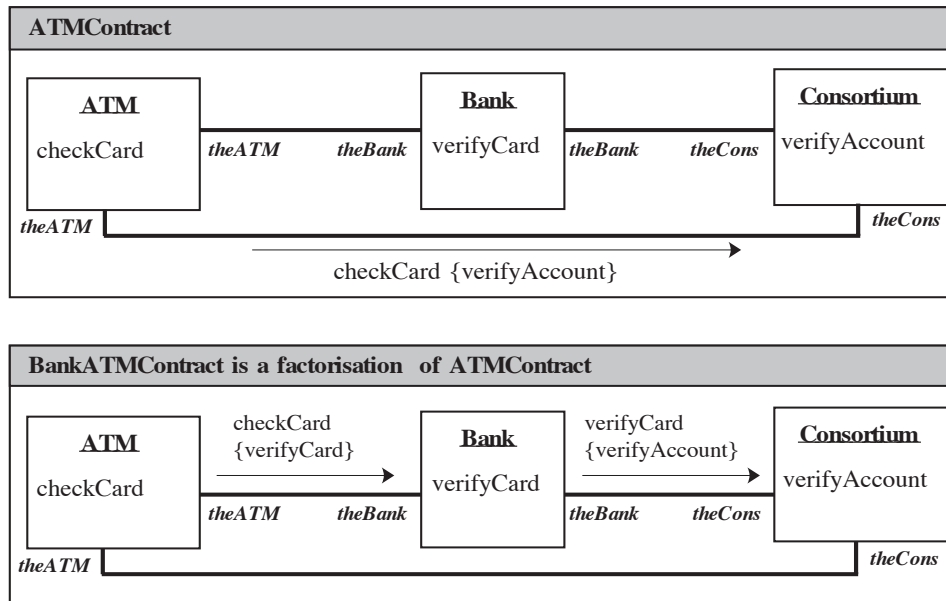 ATMContract
ATM
checkCard
Bank
verifyCard
Consortium
verifyAccount
theATM theBank theBank theCons
theATM theCons
checkCard {verifyAccount}
BankATMContract is a factorisation of ATMContract
ATM
checkCard
checkCard
{verifyCard}
Bank
verifyCard
verifyCard
{verifyAccount}
Consortium
verifyAccount
theATM theBank theBank theCons
theATM theCons